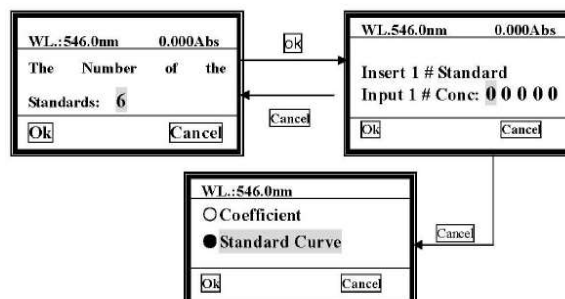 WL.:546.0nm 0.000Abs
The Number of the
Standards: 6
Ok Cancel
ok
Cancel
WL.546.0nm 0.000Abs
Insert 1 # Standard
Input 1 # Conc: 0 0 0 0 0
Ok Cancel
Cancel
WL.:546.0nm
Coefficient
Standard Curve
Ok Cancel